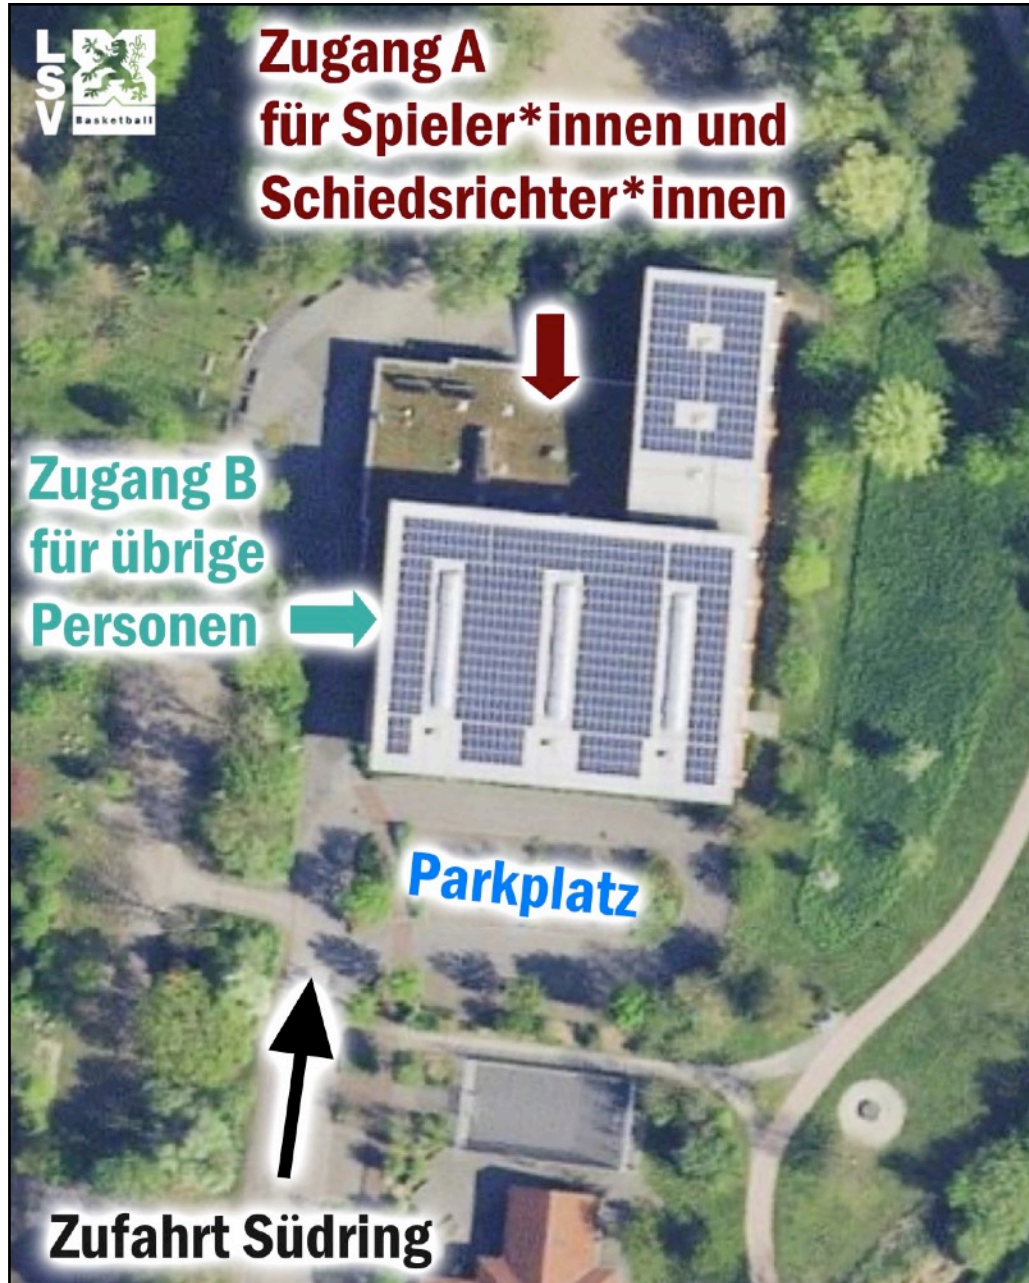 LSV
Basketball
Zugang A
für Spieler*innen und
Schiedsrichter*innen
Zugang B
für übrige
Personen
Parkplatz
Zufahrt Südring